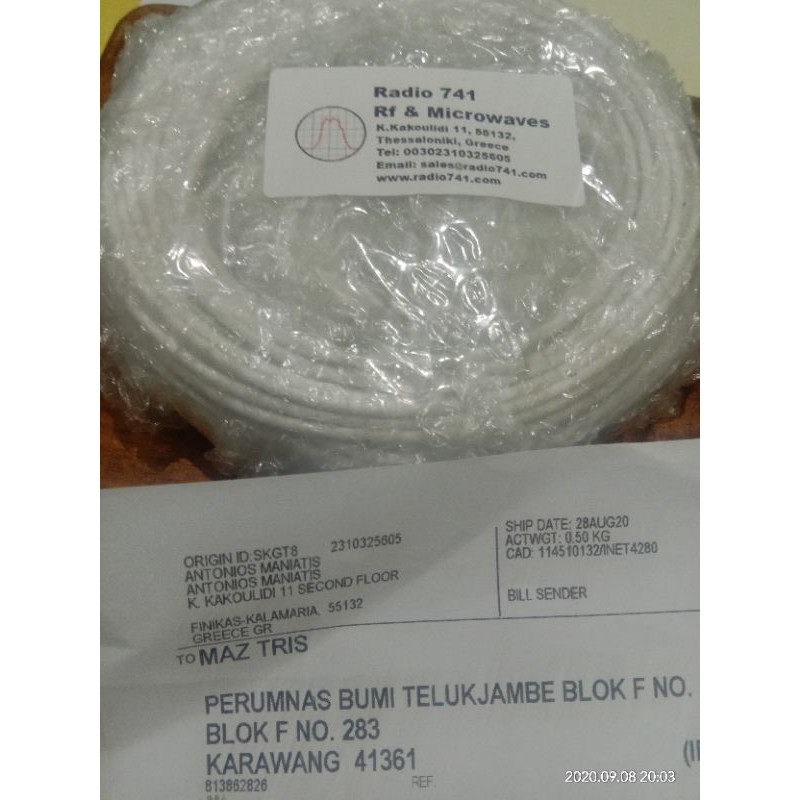 Radio 741
Rf & Microwaves
K.Kakoulidi 11, 55132,
Thessaloniki, Greece
Tel: 00302310325605
Email: sales@radio741.com
www.radio741.com
ORIGIN ID:SKGT8 2310325605
ANTONIOS MANIATIS
ANTONIOS MANIATIS
K. KAKOULIDI 11 SECOND FLOOR
FINIKAS-KALAMARIA, 55132
GREECE GR
SHIP DATE: 28AUG20
ACTWGT: 0.50 KG
CAD: 114510132/INET4280
BILL SENDER
TO MAZ TRIS
PERUMNAS BUMI TELUKJAMBE BLOK F NO.
BLOK F NO. 283
KARAWANG 41361
813862826
REF
2020.09.08 20:03